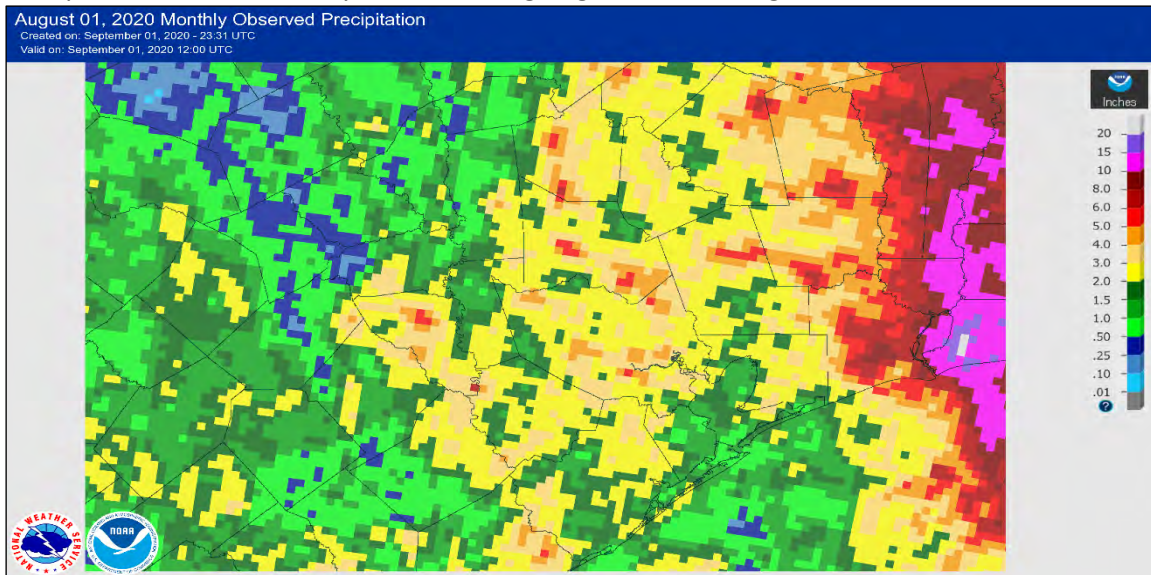 August 01, 2020 Monthly Observed Precipitation
Created on: September 01, 2020 - 23:31 UTC
Valid on: September 01, 2020 12:00 UTC
NOAA
Inches
20
15
10
8.0
6.0
5.0
4.0
3.0
2.0
1.5
1.0
.50
.25
.10
.01
?
NATIONAL WEATHER SERVICE
NOAA